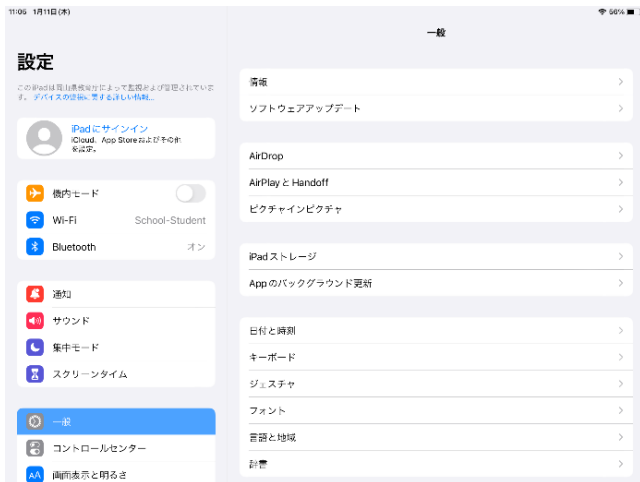 11:06 1月11日(木)
66%
設定
このiPadは岡山県教育庁によって監視および管理されていま
す。デバイスの監視に関する詳しい情報...
iPadにサインイン
iCloud、App Storeおよびその他
を設定。
機内モード
Wi-Fi School-Student
Bluetooth オン
通知
サウンド
集中モード
スクリーンタイム
一般
コントロールセンター
画面表示と明るさ
一般
情報
ソフトウェアアップデート
AirDrop
AirPlayとHandoff
ピクチャインピクチャ
iPadストレージ
Appのバックグラウンド更新
日付と時刻
キーボード
ジェスチャ
フォント
言語と地域
辞書